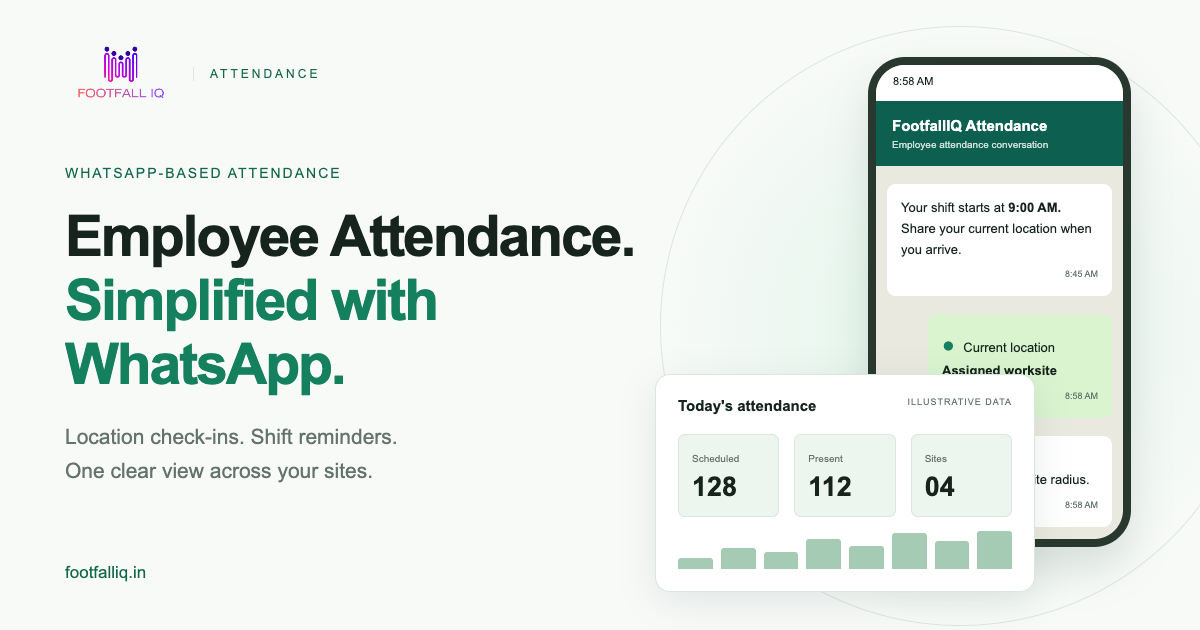 FOOTFALL IQ
ATTENDANCE
WHATSAPP-BASED ATTENDANCE
Employee Attendance.
Simplified with
WhatsApp.
Location check-ins. Shift reminders.
One clear view across your sites.
footfalliq.in
8:58 AM
FootfallIQ Attendance
Employee attendance conversation
Your shift starts at 9:00 AM.
Share your current location when
you arrive.
8:45 AM
Current location
Assigned worksite
8:58 AM
radius.
8:58 AM
Today's attendance
ILLUSTRATIVE DATA
Scheduled
128
Present
112
Sites
04